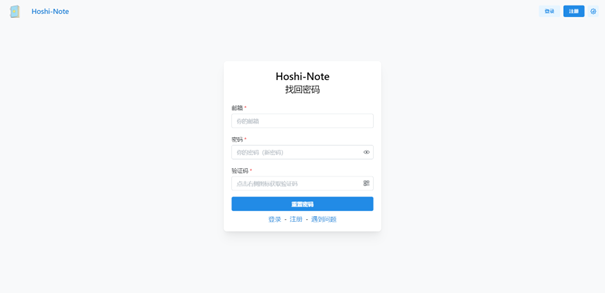 Hoshi-Note
登录
注册
Hoshi-Note
找回密码
邮箱 *
你的邮箱
密码 *
你的密码（新密码）
验证码 *
点击右侧图标获取验证码
重置密码
登录 • 注册 • 遇到问题